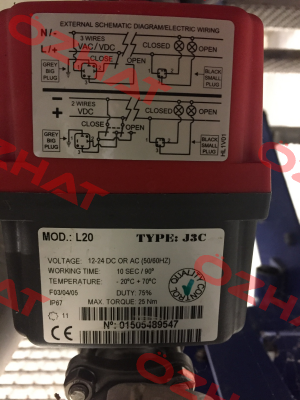 EXTERNAL SCHEMATIC DIAGRAM/ELECTRIC WIRING
N/-
L/+
3 WIRES
VAC/VDC
CLOSED
OPEN
CLOSE
OPEN
GREY
BIG
PLUG
BLACK
SMALL
PLUG
2 WIRES
VDC
CLOSED
OPEN
CLOSE
OPEN
GREY
BIG
PLUG
BLACK
SMALL
PLUG
MOD.: L20 TYPE: J3C
VOLTAGE: 12-24 DC OR AC (50/60HZ)
WORKING TIME: 10 SEC / 90º
TEMPERATURE: - 20ºC + 70ºC
F03/04/05 DUTY: 75%
IP67 MAX. TORQUE: 25 Nm
11
QUALITY CONTROL
Nº: 01505489547
OZHAT
OZHAT
OZHAT